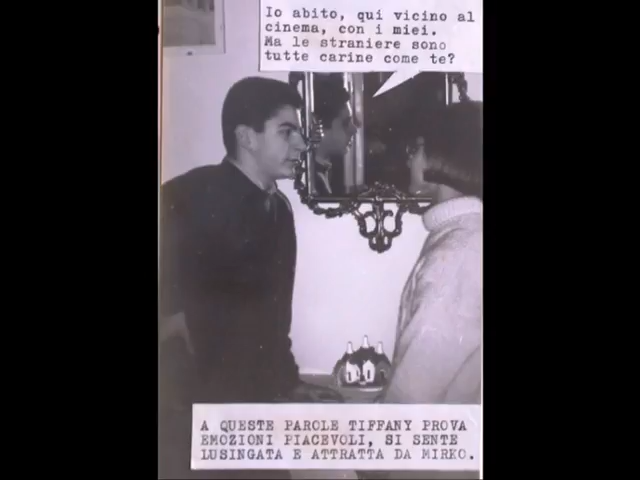 Io abito, qui vicino al
cinema, con i miei.
Ma le straniere sono
tutte carine come te?
A QUESTE PAROLE TIFFANY PROVA
EMOZIONI PIACEVOLI, SI SENTE
LUSINGATA E ATTRATTA DA MIRKO.